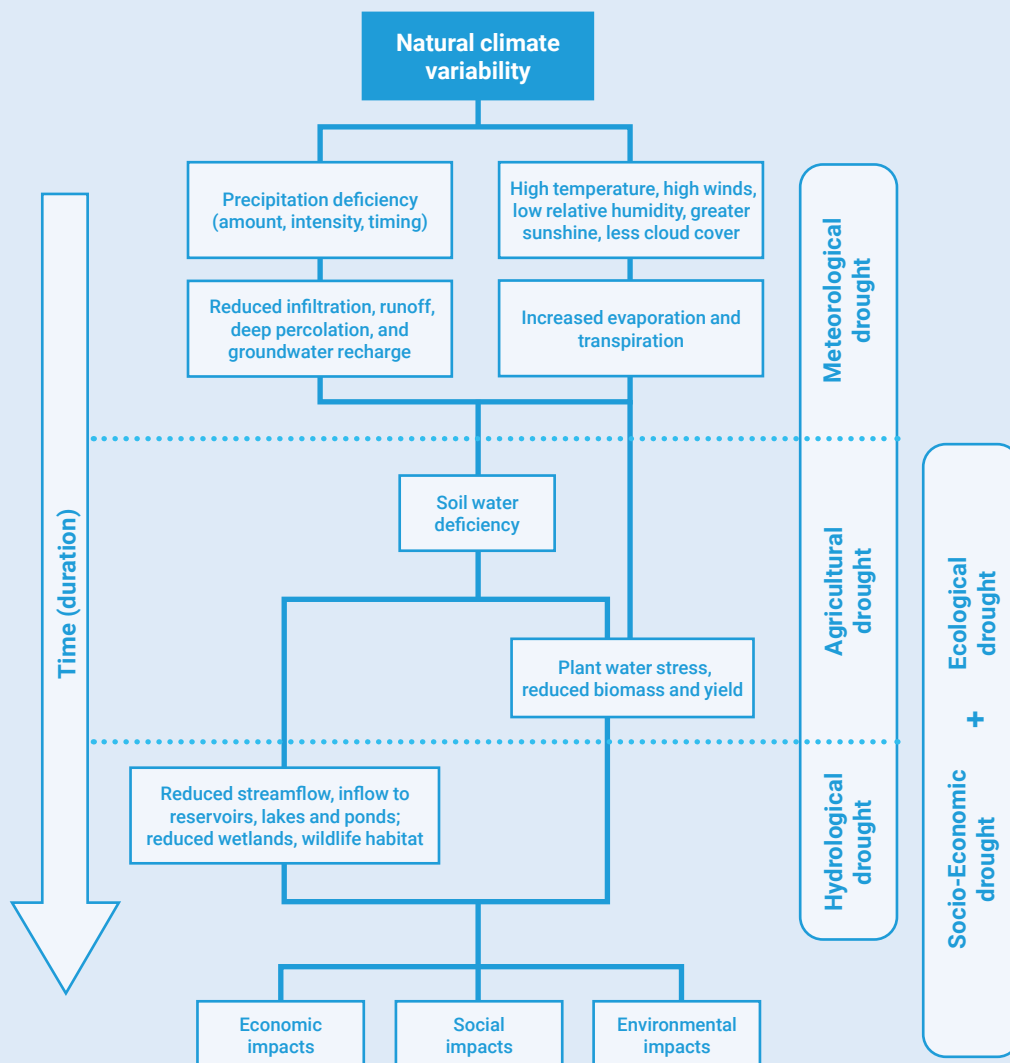 Natural climate
variability
Precipitation deficiency
(amount, intensity, timing)
High temperature, high winds,
low relative humidity, greater
sunshine, less cloud cover
Reduced infiltration, runoff,
deep percolation, and
groundwater recharge
Increased evaporation and
transpiration
Meteorological
drought
Time (duration)
Soil water
deficiency
Plant water stress,
reduced biomass and yield
Agricultural
drought
Reduced streamflow, inflow to
reservoirs, lakes and ponds;
reduced wetlands, wildlife habitat
Hydrological
drought
Socio-Economic
drought
+
Ecological
drought
Economic
impacts
Social
impacts
Environmental
impacts